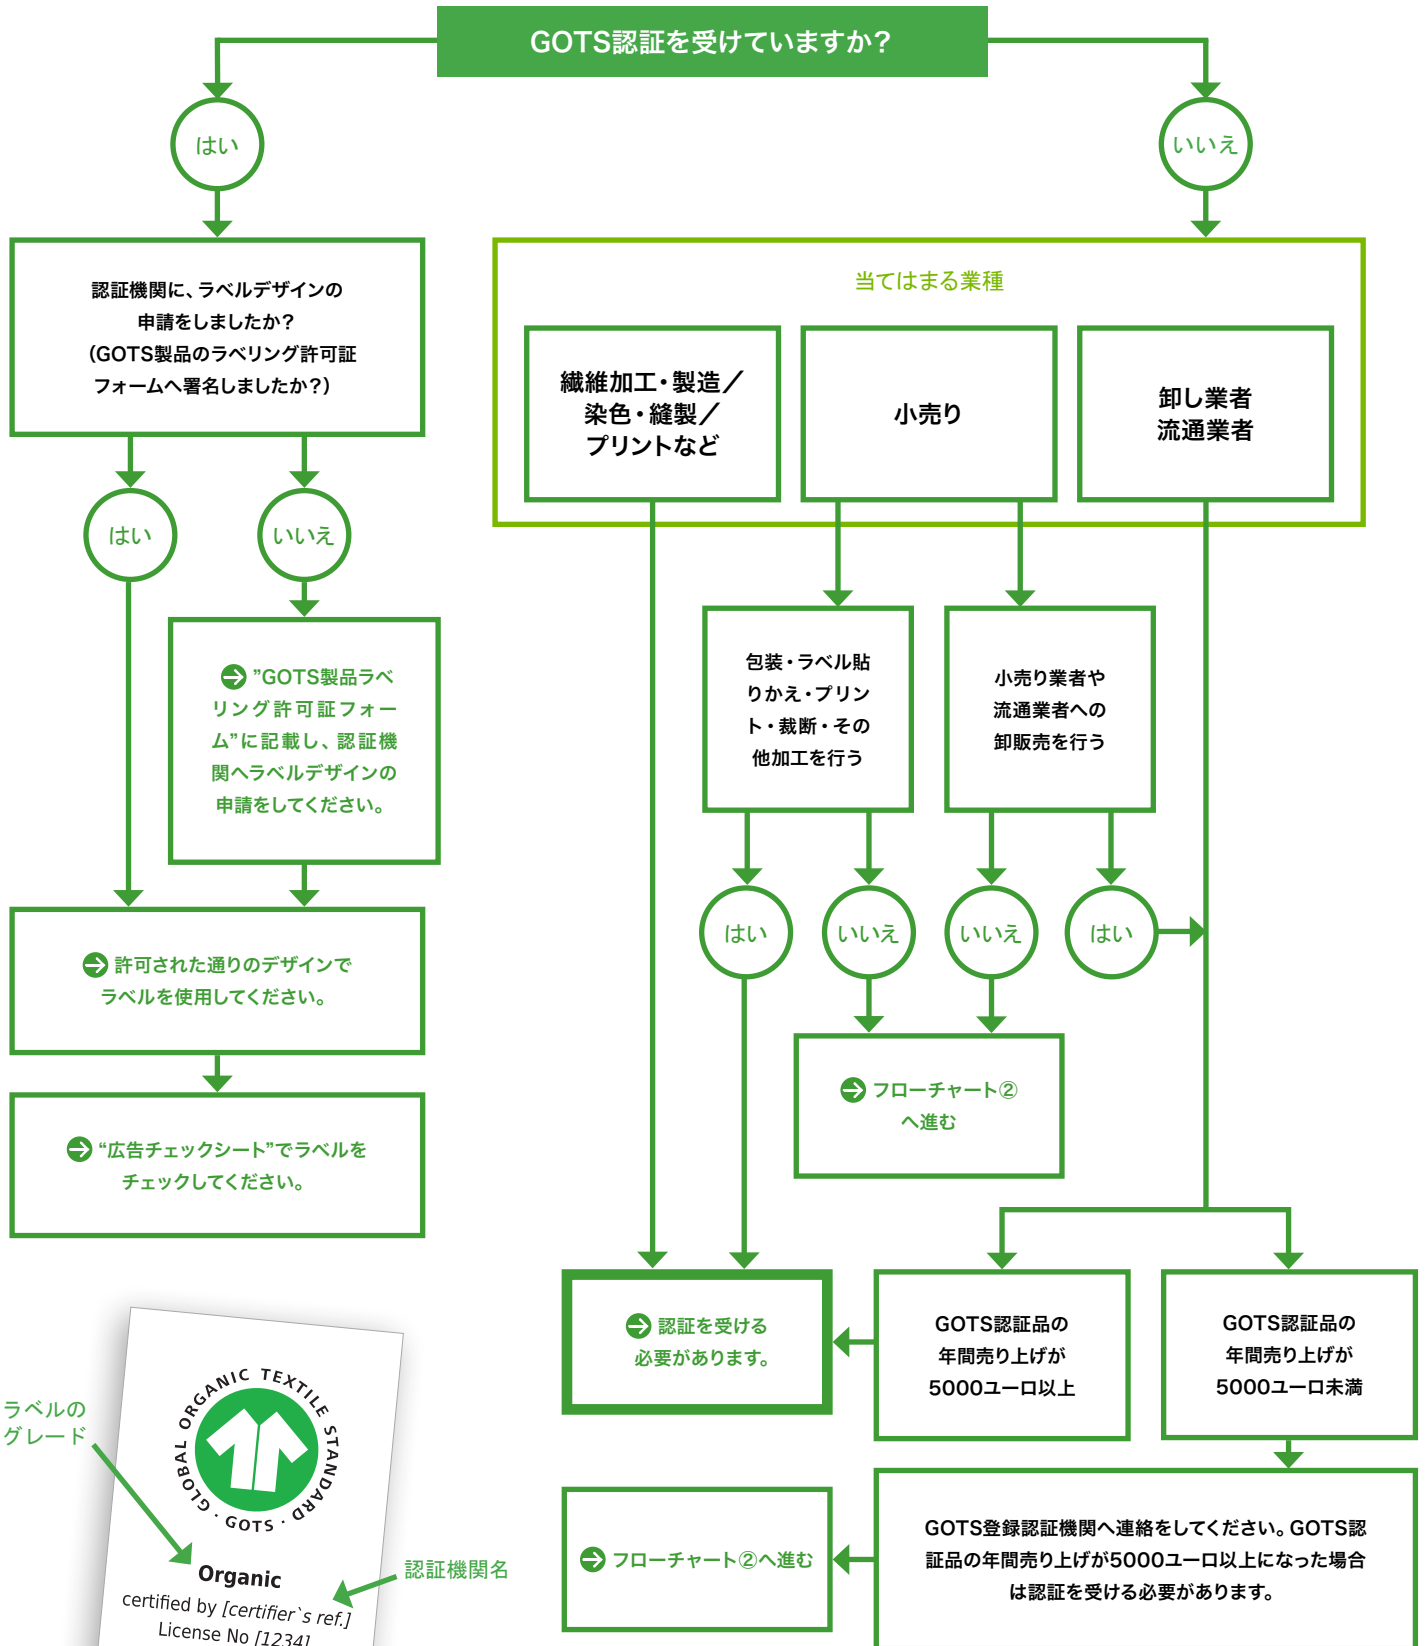 GOTS認証を受けていますか？
はい
いいえ
認証機関に、ラベルデザインの
申請をしましたか？
（GOTS製品のラベリング許可証
フォームへ署名しましたか？）
はい
いいえ
”GOTS製品ラベ
リング許可証フォー
ム”に記載し、認証機
関へラベルデザインの
申請をしてください。
許可された通りのデザインで
ラベルを使用してください。
“広告チェックシート”でラベルを
チェックしてください。
当てはまる業種
繊維加工・製造／
染色・縫製／
プリントなど
小売り
卸し業者
流通業者
包装・ラベル貼
りかえ・プリン
ト・裁断・その
他加工を行う
小売り業者や
流通業者への
卸販売を行う
はい
いいえ
いいえ
はい
フローチャート②
へ進む
認証を受ける
必要があります。
GOTS認証品の
年間売り上げが
5000ユーロ以上
GOTS認証品の
年間売り上げが
5000ユーロ未満
フローチャート②へ進む
GOTS登録認証機関へ連絡をしてください。GOTS認
証品の年間売り上げが5000ユーロ以上になった場合
は認証を受ける必要があります。
ラベルの
グレード
GLOBAL ORGANIC TEXTILE STANDARD · GOTS ·
Organic
認証機関名
certified by [certifier`s ref.]
License No [1234]